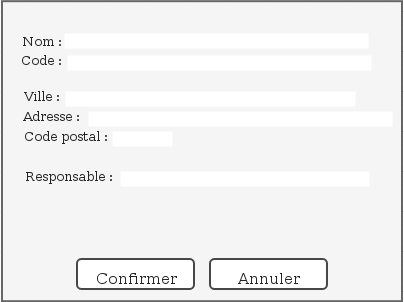 Nom :
Code :
Ville :
Adresse :
Code postal :
Responsable :
Confirmer
Annuler